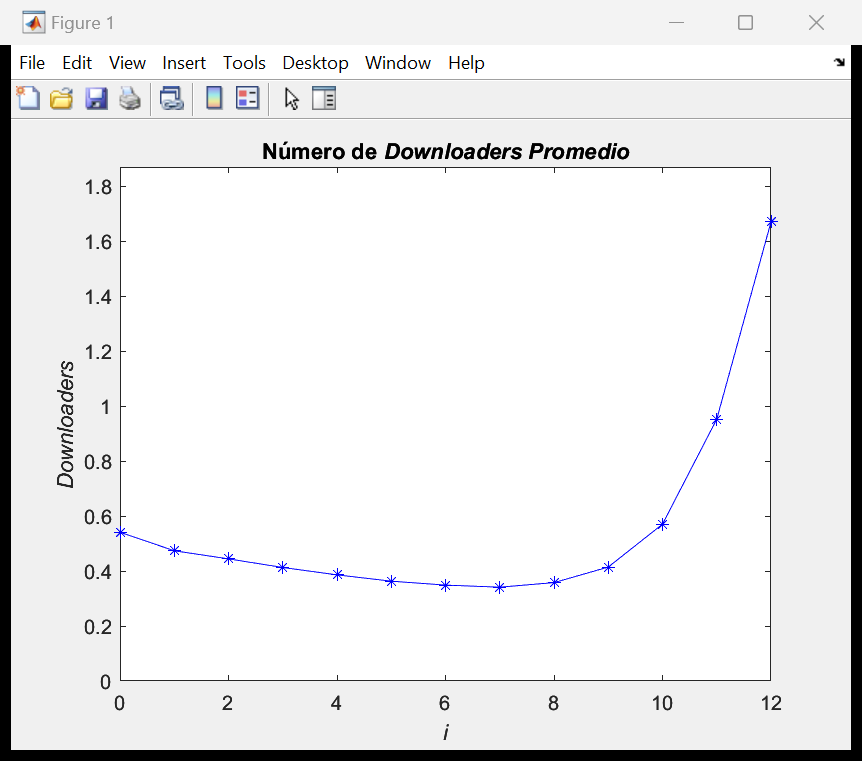 Figure 1
File Edit View Insert Tools Desktop Window Help
Número de Downloaders Promedio
1.8
1.6
1.4
1.2
1
0.8
0.6
0.4
0.2
0
Downloaders
0 2 4 6 8 10 12
i